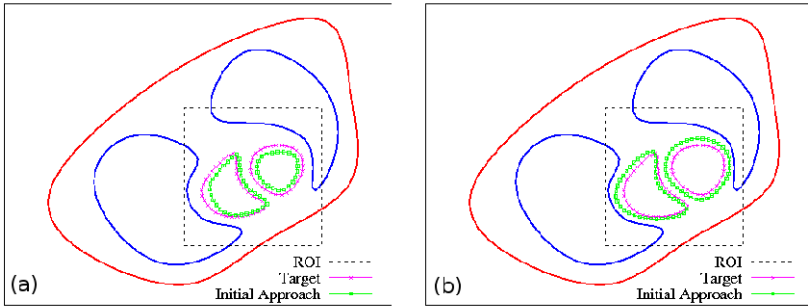 (a)
ROI
Target
Initial Approach
(b)
ROI
Target
Initial Approach